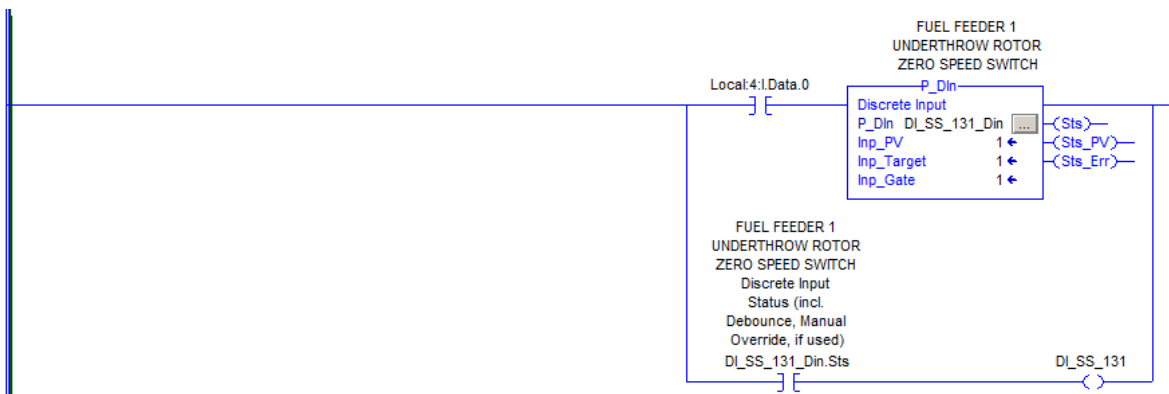 FUEL FEEDER 1
UNDERTHROW ROTOR
ZERO SPEED SWITCH
Local:4:I.Data.0
P_DIn
Discrete Input
P_DIn DI_SS_131_Din ... (Sts)
Inp_PV 1 (Sts_PV)
Inp_Target 1 (Sts_Err)
Inp_Gate 1
FUEL FEEDER 1
UNDERTHROW ROTOR
ZERO SPEED SWITCH
Discrete Input
Status (incl.
Debounce, Manual
Override, if used)
DI_SS_131_Din.Sts DI_SS_131